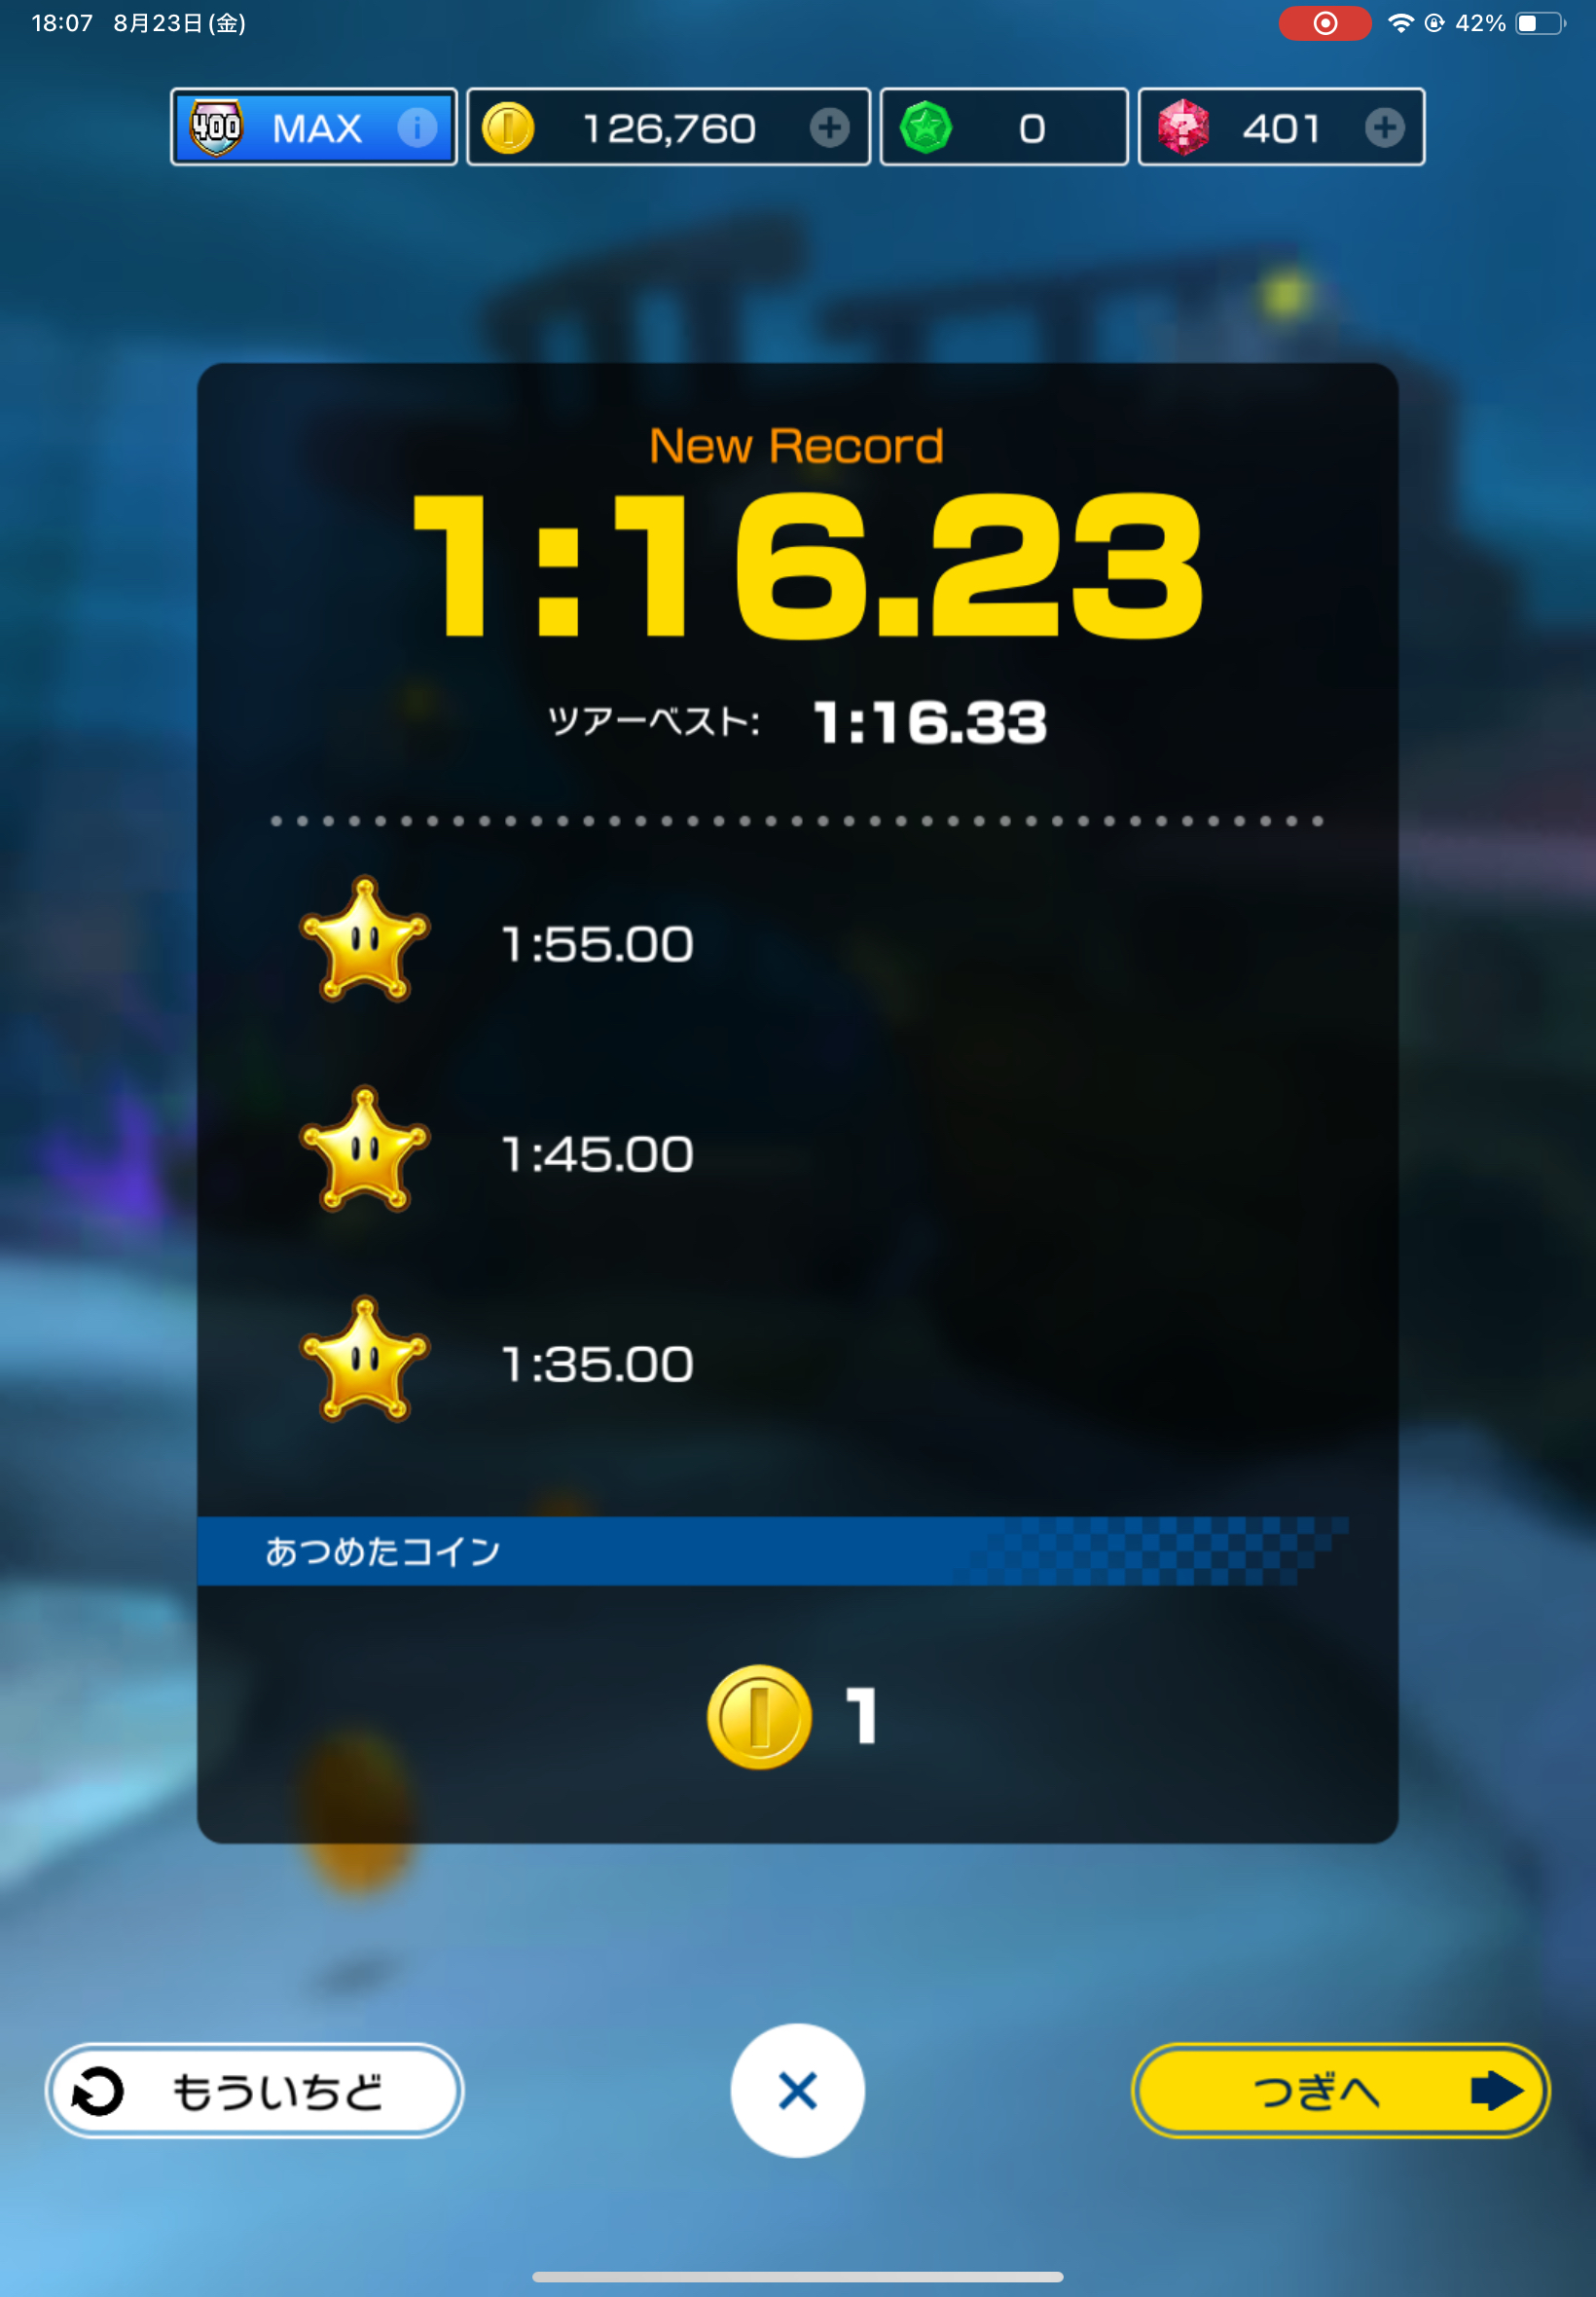 18:07 8月23日(金) 42%
400 MAX i 126,760 0 ? 401
New Record
1:16.23
ツアーベスト: 1:16.33
1:55.00
1:45.00
1:35.00
あつめたコイン
1
もういちど × つぎへ